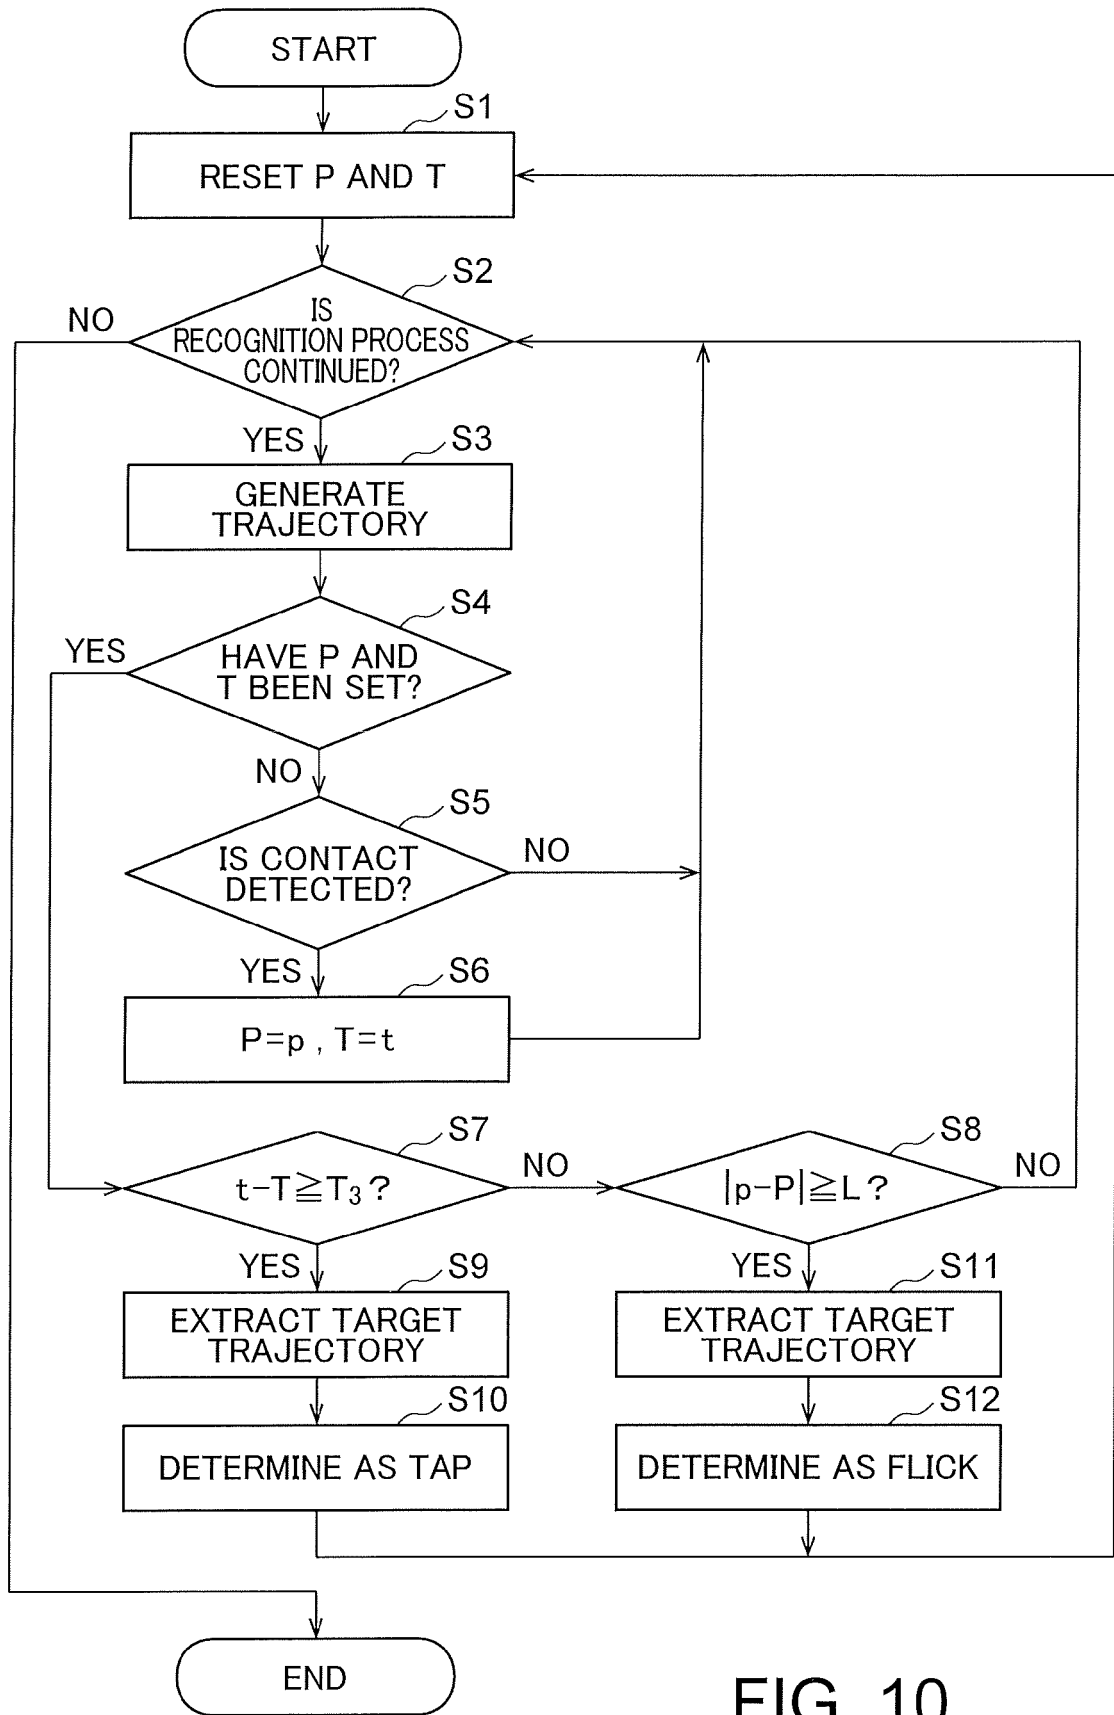 START
S1
RESET P AND T
S2
IS
RECOGNITION PROCESS
CONTINUED?
NO
YES
S3
GENERATE
TRAJECTORY
S4
YES
HAVE P AND
T BEEN SET?
NO
S5
IS CONTACT
DETECTED?
NO
YES
S6
P=p , T=t
S7
t-T≧T₃?
NO
S8
|p-P|≧L?
NO
YES
S9
EXTRACT TARGET
TRAJECTORY
YES
S11
EXTRACT TARGET
TRAJECTORY
S10
DETERMINE AS TAP
S12
DETERMINE AS FLICK
END
FIG. 10